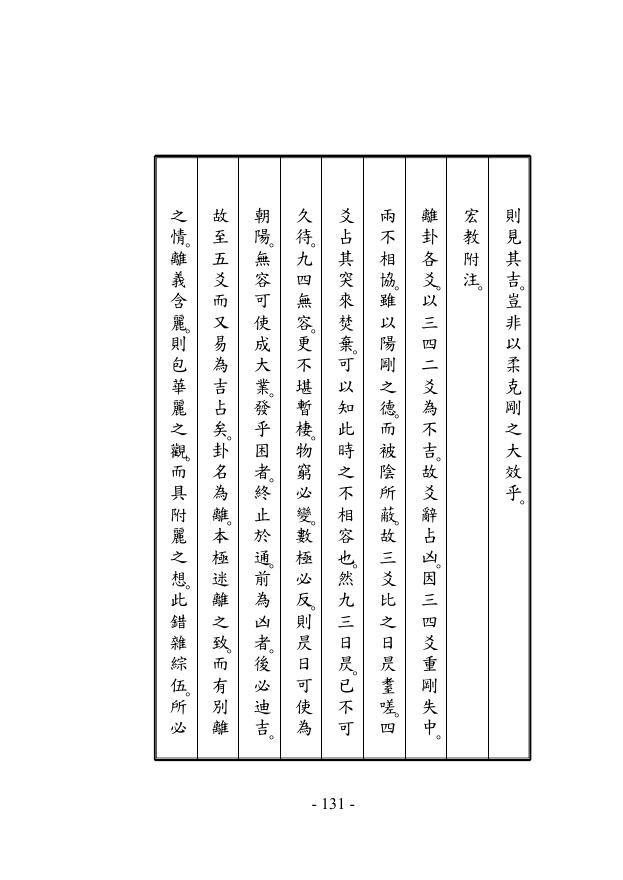 則見其吉。豈非以柔克剛之大效乎。
宏教附注。
離卦各爻。以三四二爻為不吉。故爻辭占凶。因三四爻重剛失中。
兩不相協。雖以陽剛之德。而被陰所蔽。故三爻比之日昃耋嗟。四
爻占其突來焚棄。可以知此時之不相容也。然九三日昃。已不可
久待。九四無容。更不堪暫棲。物窮必變。數極必反。則昃日可使為
朝陽。無容可使成大業。發乎困者。終止於通。前為凶者。後必迪吉。
故至五爻而又易為吉占矣。卦名為離。本極迷離之致。而有別離
之情。離義含麗。則包華麗之觀。而具附麗之想。此錯雜綜伍。所必
- 131 -